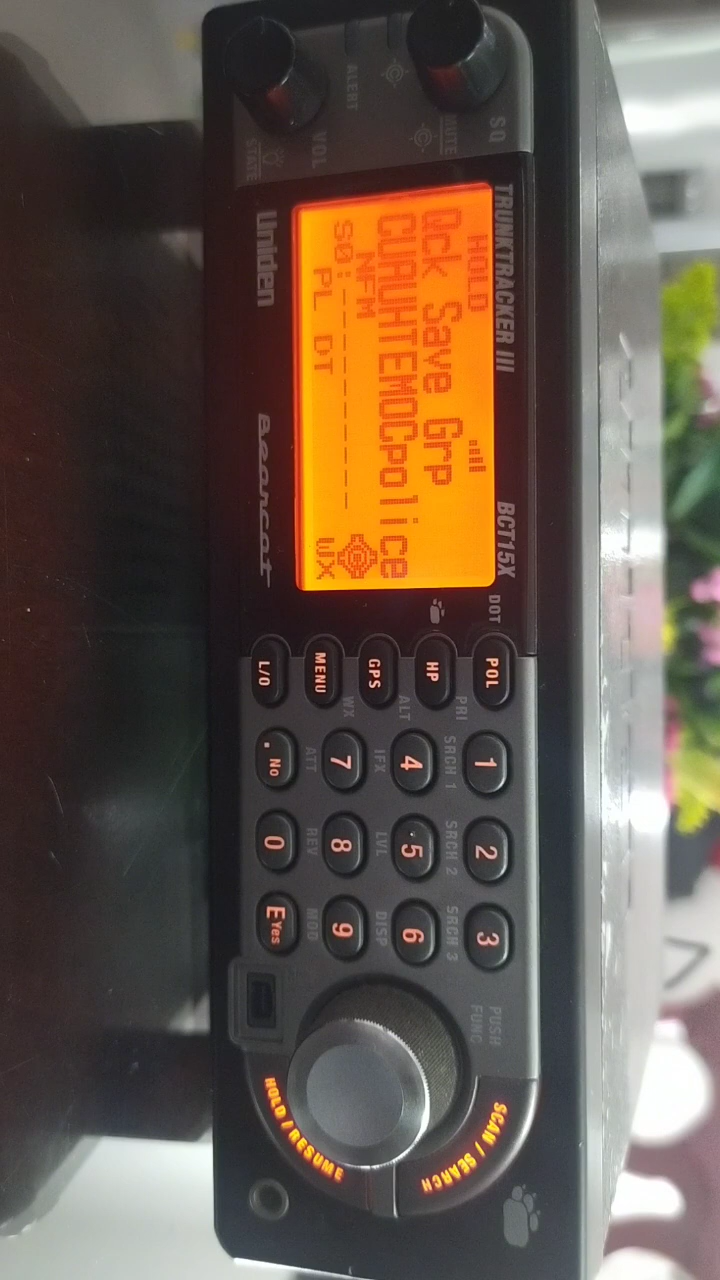 TRUNKTRACKER III
BCT15X
HOLD
Qck Save Grp
CURUHTEMOCpolice
NFM
S0:----------
PL DT
WX
Uniden
Bearcat
SQ
MUTE
ALERT
VOL
STATE
DOT
POL
HP
GPS
MENU
L/O
PRI
ALT
WX
SRCH 1
SRCH 2
SRCH 3
1
2
3
IFX
LVL
DISP
4
5
6
ATT
REV
MOD
7
8
9
. No
0
E Yes
PUSH
FUNC
SCAN / SEARCH
HOLD / RESUME